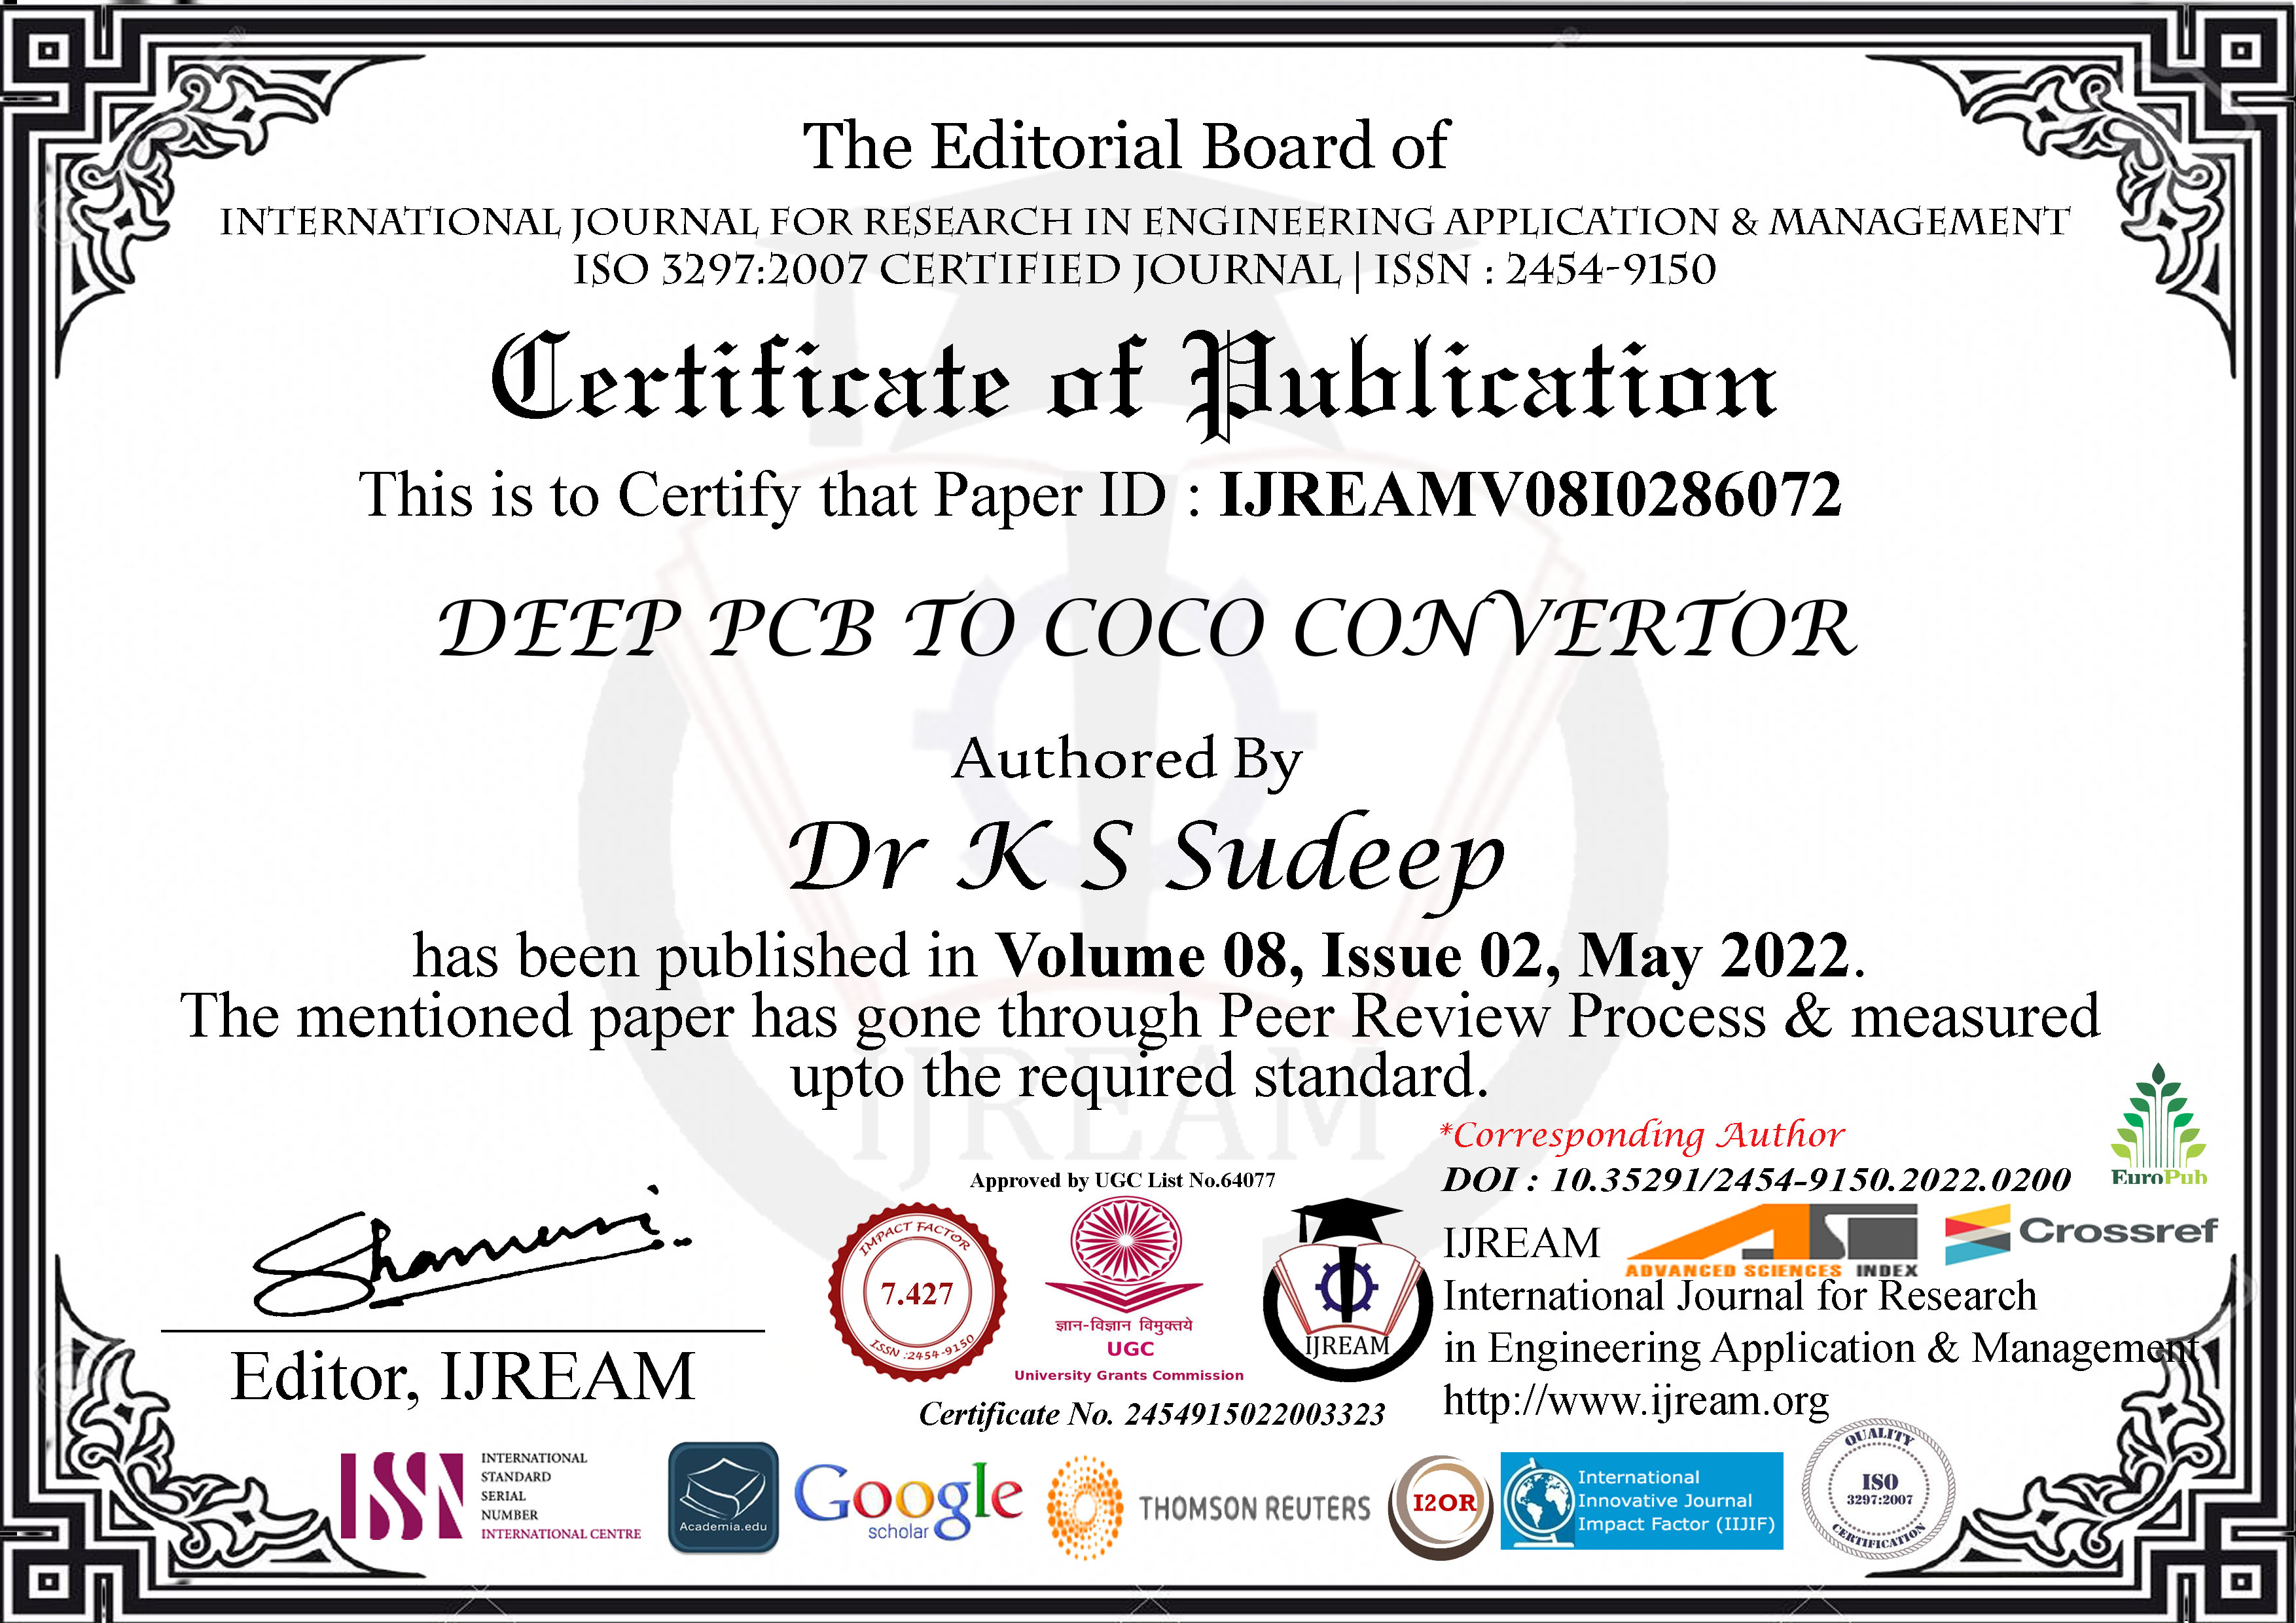 The Editorial Board of
INTERNATIONAL JOURNAL FOR RESEARCH IN ENGINEERING APPLICATION & MANAGEMENT
ISO 3297:2007 CERTIFIED JOURNAL | ISSN : 2454-9150
Certificate of Publication
This is to Certify that Paper ID : IJREAMV08I0286072
DEEP PCB TO COCO CONVERTOR
Authored By
Dr K S Sudeep
has been published in Volume 08, Issue 02, May 2022.
The mentioned paper has gone through Peer Review Process & measured
upto the required standard.
IJREAM
*Corresponding Author
DOI : 10.35291/2454-9150.2022.0200
EuroPub
Approved by UGC List No.64077
IMPACT FACTOR
7.427
ISSN :2454-9150
ज्ञान-विज्ञान विमुक्तये
UGC
University Grants Commission
IJREAM
IJREAM
ASI
ADVANCED SCIENCES INDEX
Crossref
International Journal for Research
in Engineering Application & Management
http://www.ijream.org
Editor, IJREAM
Certificate No. 2454915022003323
ISSN
INTERNATIONAL
STANDARD
SERIAL
NUMBER
INTERNATIONAL CENTRE
Academia.edu
Google
scholar
THOMSON REUTERS
I2OR
International
Innovative Journal
Impact Factor (IIJIF)
QUALITY
ISO
3297:2007
CERTIFICATION